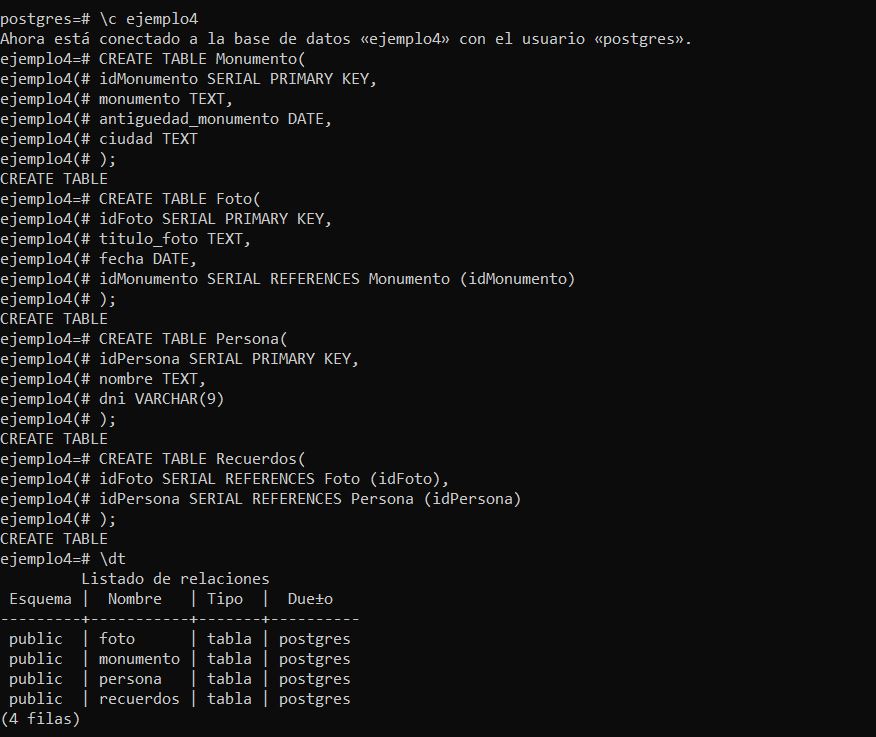 postgres=# \c ejemplo4
Ahora está conectado a la base de datos «ejemplo4» con el usuario «postgres».
ejemplo4=# CREATE TABLE Monumento(
ejemplo4(# idMonumento SERIAL PRIMARY KEY,
ejemplo4(# monumento TEXT,
ejemplo4(# antiguedad_monumento DATE,
ejemplo4(# ciudad TEXT
ejemplo4(# );
CREATE TABLE
ejemplo4=# CREATE TABLE Foto(
ejemplo4(# idFoto SERIAL PRIMARY KEY,
ejemplo4(# titulo_foto TEXT,
ejemplo4(# fecha DATE,
ejemplo4(# idMonumento SERIAL REFERENCES Monumento (idMonumento)
ejemplo4(# );
CREATE TABLE
ejemplo4=# CREATE TABLE Persona(
ejemplo4(# idPersona SERIAL PRIMARY KEY,
ejemplo4(# nombre TEXT,
ejemplo4(# dni VARCHAR(9)
ejemplo4(# );
CREATE TABLE
ejemplo4=# CREATE TABLE Recuerdos(
ejemplo4(# idFoto SERIAL REFERENCES Foto (idFoto),
ejemplo4(# idPersona SERIAL REFERENCES Persona (idPersona)
ejemplo4(# );
CREATE TABLE
ejemplo4=# \dt
         Listado de relaciones
 Esquema |  Nombre   | Tipo  |  Due±o
---------+-----------+-------+----------
 public  | foto      | tabla | postgres
 public  | monumento | tabla | postgres
 public  | persona   | tabla | postgres
 public  | recuerdos | tabla | postgres
(4 filas)